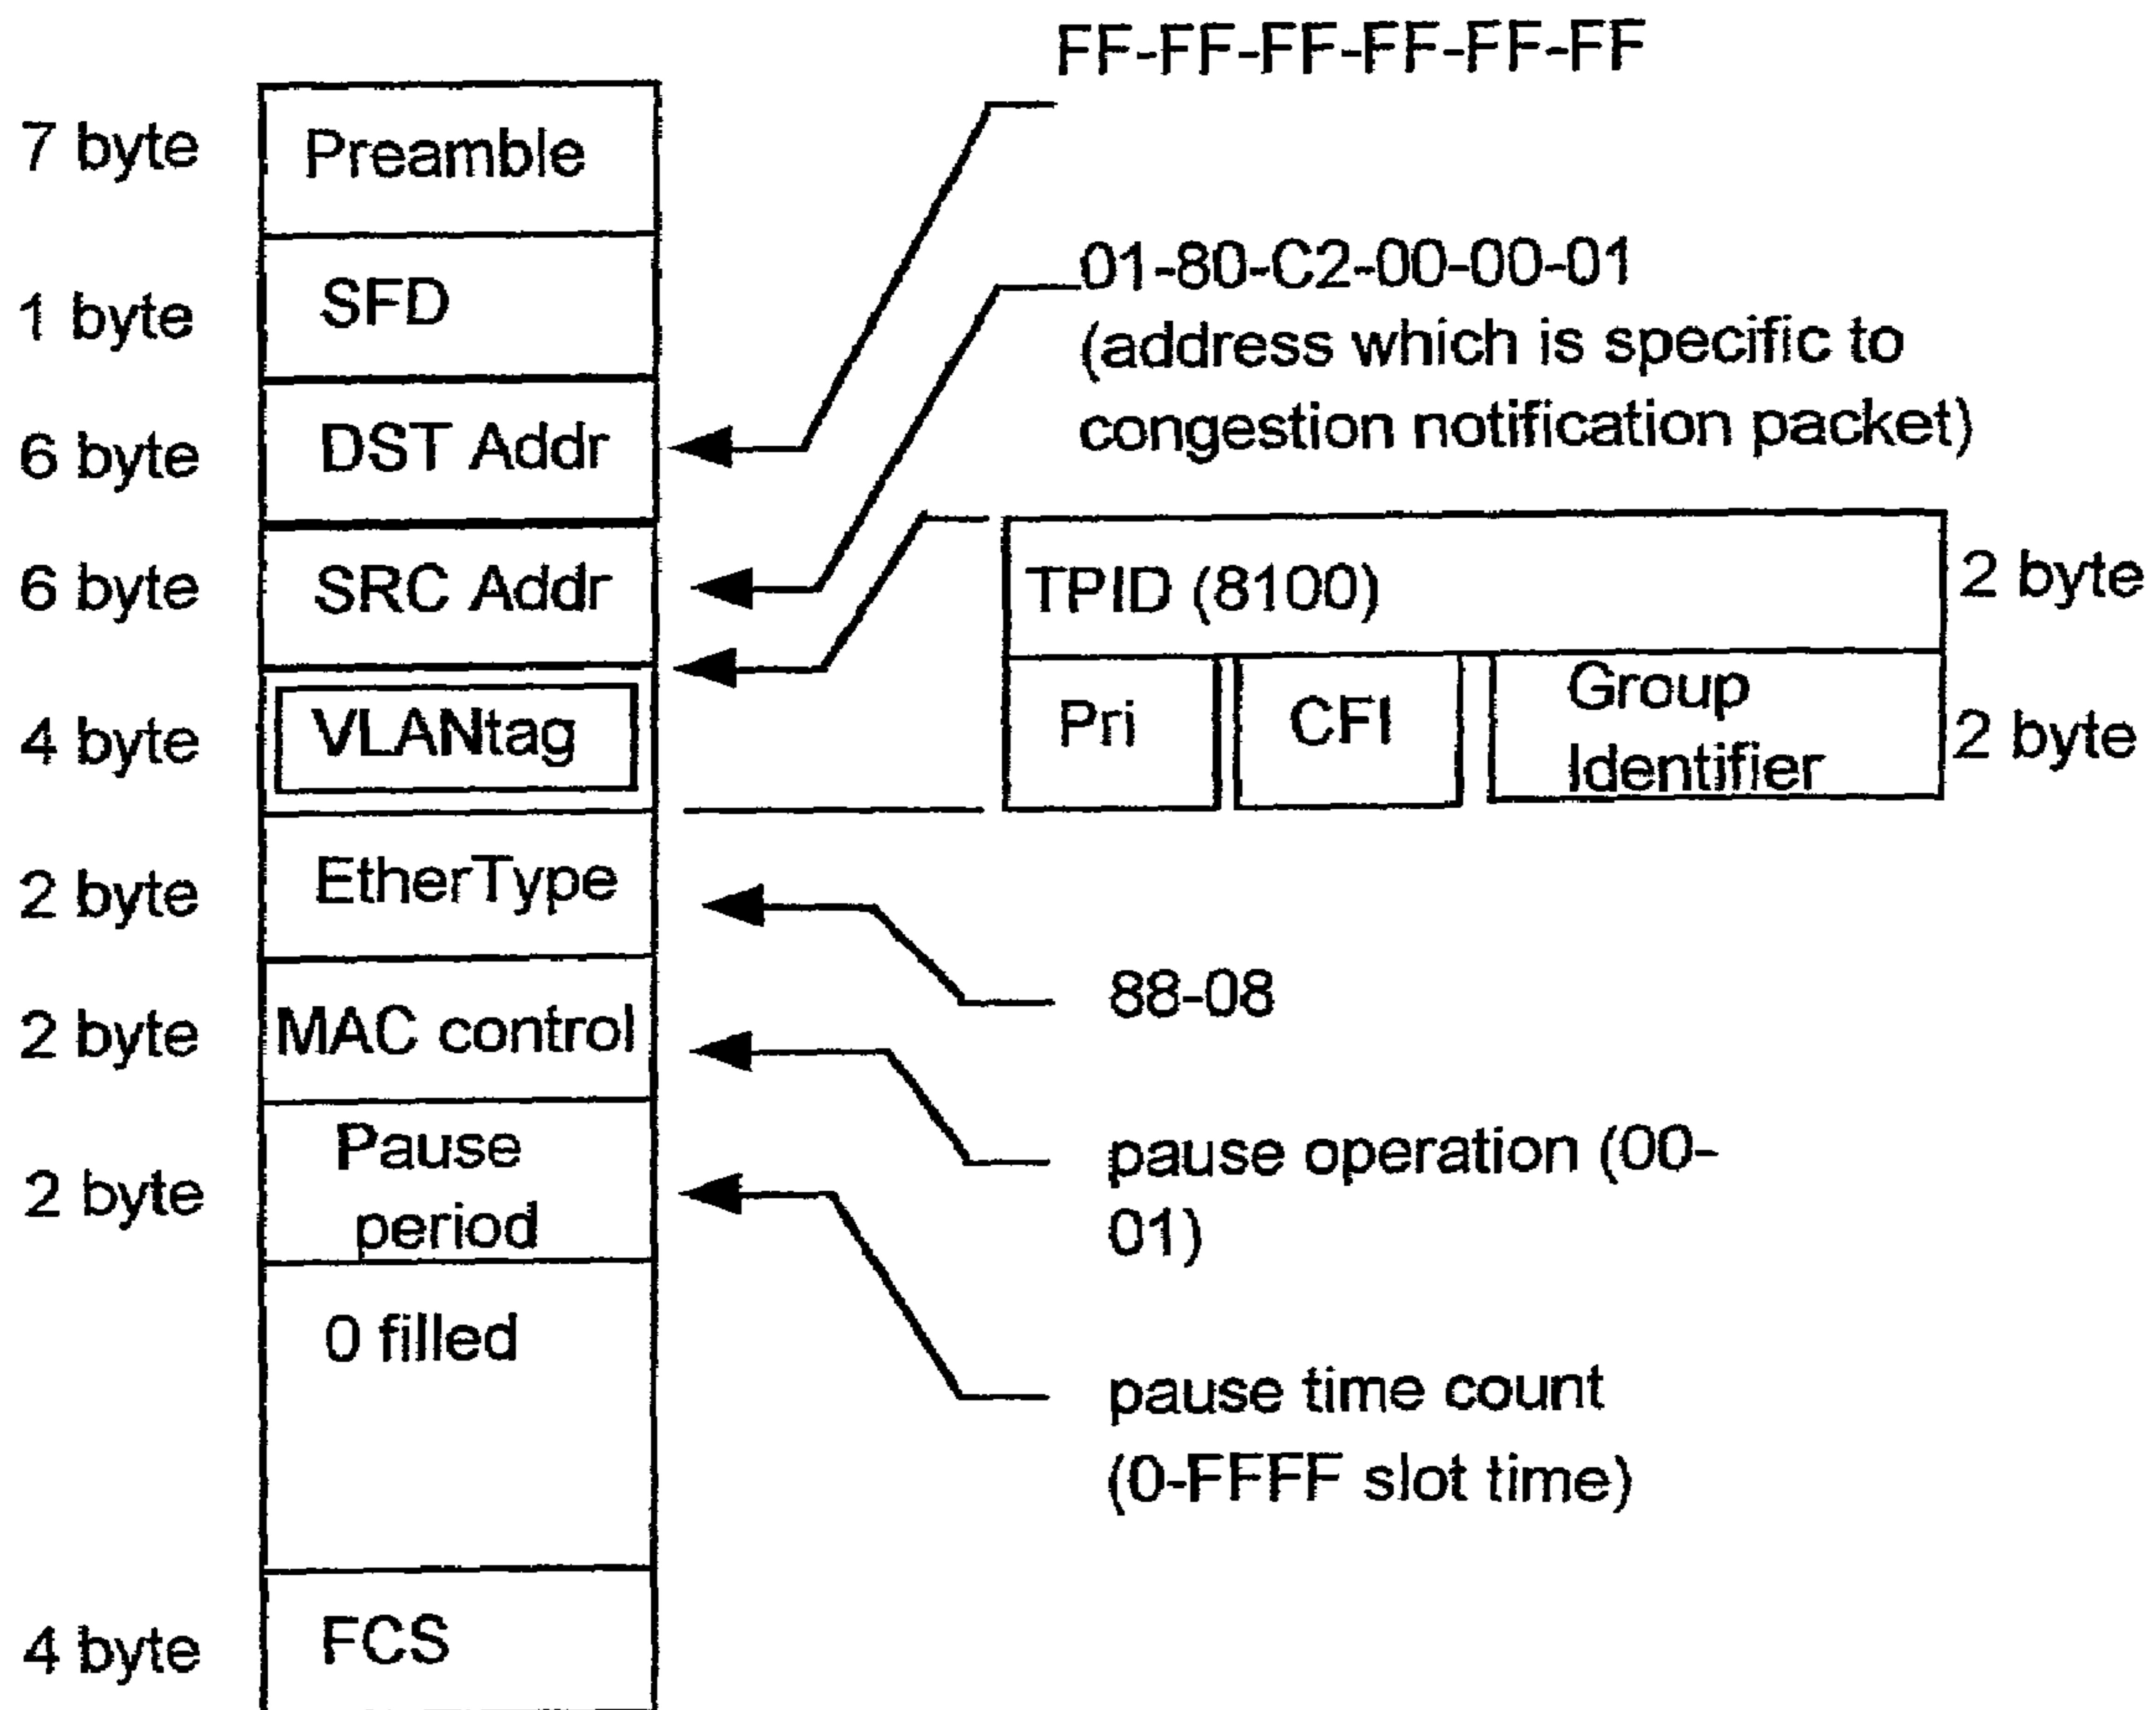 FF-FF-FF-FF-FF-FF
7 byte
Preamble
1 byte
SFD
01-80-C2-00-00-01
(address which is specific to
congestion notification packet)
6 byte
DST Addr
6 byte
SRC Addr
TPID (8100)
2 byte
4 byte
VLANtag
Pri
CFI
Group
Identifier
2 byte
2 byte
EtherType
88-08
2 byte
MAC control
pause operation (00-
01)
2 byte
Pause
period
0 filled
pause time count
(0-FFFF slot time)
4 byte
FCS